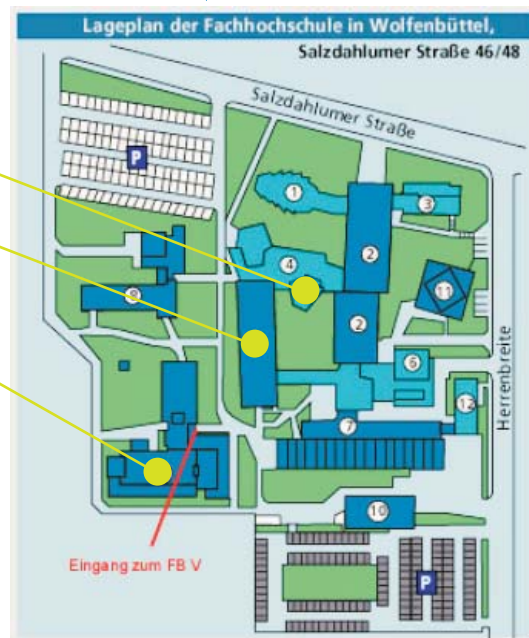 Lageplan der Fachhochschule in Wolfenbüttel,
Salzdahlumer Straße 46/48
Salzdahlumer Straße
P
1
3
2
4
11
8
2
6
12
7
Herrenbreite
10
Eingang zum FB V
P